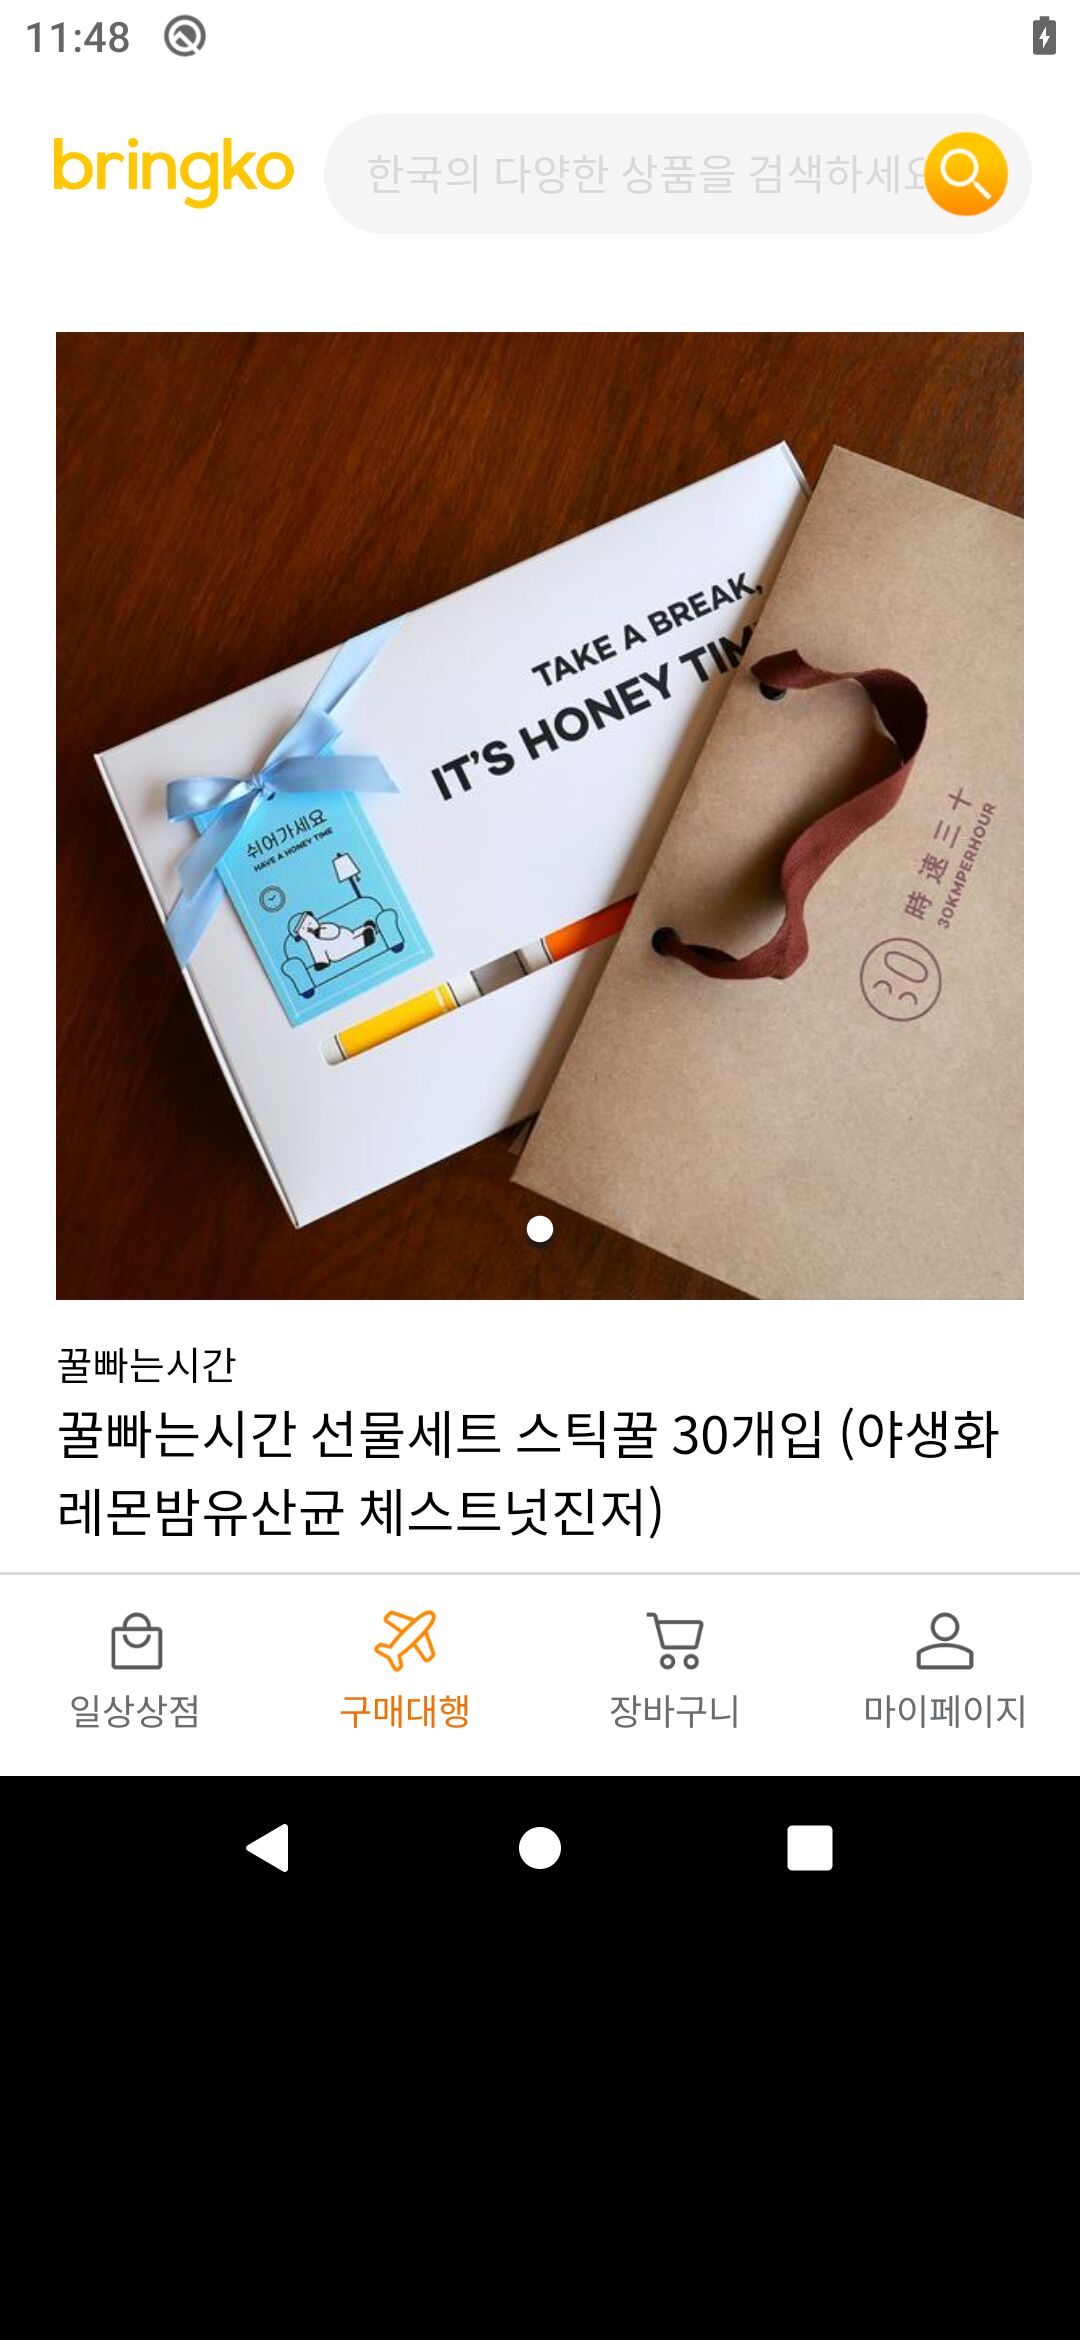 11:48
bringko
한국의 다양한 상품을 검색하세요
TAKE A BREAK,
IT'S HONEY TIM
쉬어가세요
HAVE A HONEY TIME
時速三十
30KMPERHOUR
30
꿀빠는시간
꿀빠는시간 선물세트 스틱꿀 30개입 (야생화
레몬밤유산균 체스트넛진저)
일상상점
구매대행
장바구니
마이페이지